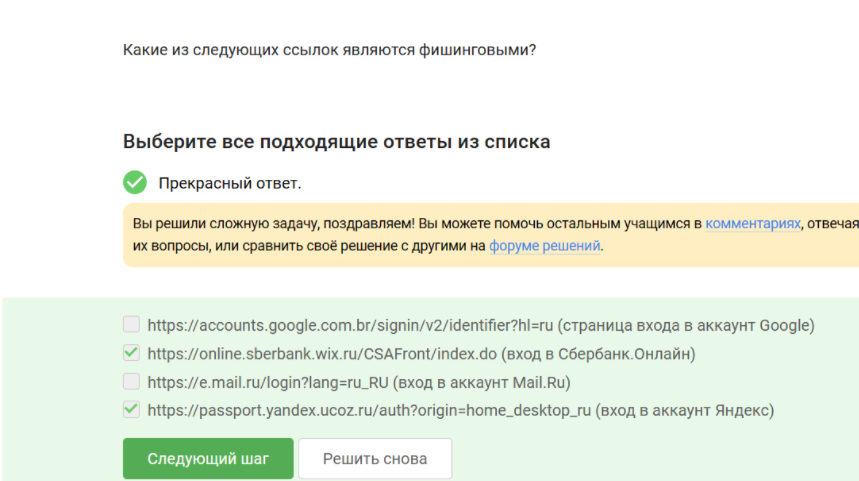 Какие из следующих ссылок являются фишинговыми?
Выберите все подходящие ответы из списка
Прекрасный ответ.
Вы решили сложную задачу, поздравляем! Вы можете помочь остальным учащимся в комментариях, отвечая
их вопросы, или сравнить своё решение с другими на форуме решений.
https://accounts.google.com.br/signin/v2/identifier?hl=ru (страница входа в аккаунт Google)
https://online.sberbank.wix.ru/CSAFront/index.do (вход в Сбербанк.Онлайн)
https://e.mail.ru/login?lang=ru_RU (вход в аккаунт Mail.Ru)
https://passport.yandex.ucoz.ru/auth?origin=home_desktop_ru (вход в аккаунт Яндекс)
Следующий шаг Решить снова